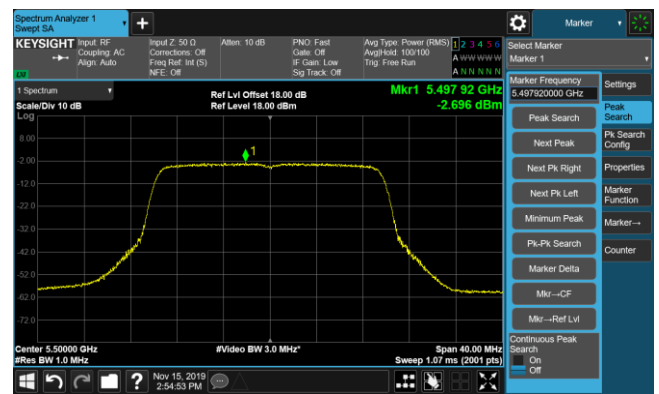 Spectrum Analyzer 1
Swept SA
Marker
KEYSIGHT
Input: RF
Coupling: AC
Align: Auto
Input Z: 50 Ω
Corrections: Off
Freq Ref: Int (S)
NFE: Off
Atten: 10 dB
PNO: Fast
Gate: Off
IF Gain: Low
Sig Track: Off
Avg Type: Power (RMS)
Avg|Hold: 100/100
Trig: Free Run
1 2 3 4 5 6
A W W W W W
A N N N N N
LXI
Select Marker
Marker 1
1 Spectrum
Scale/Div 10 dB
Log
Ref Lvl Offset 18.00 dB
Ref Level 18.00 dBm
Mkr1 5.497 92 GHz
-2.696 dBm
8.00
-2.00
-12.0
-22.0
-32.0
-42.0
-52.0
-62.0
-72.0
1
Center 5.50000 GHz
#Res BW 1.0 MHz
#Video BW 3.0 MHz*
Span 40.00 MHz
Sweep 1.07 ms (2001 pts)
Marker Frequency
5.497920000 GHz
Peak Search
Next Peak
Next Pk Right
Next Pk Left
Minimum Peak
Pk-Pk Search
Marker Delta
Mkr→CF
Mkr→Ref Lvl
Continuous Peak
Search
On
Off
Settings
Peak
Search
Pk Search
Config
Properties
Marker
Function
Marker→
Counter
Nov 15, 2019
2:54:53 PM